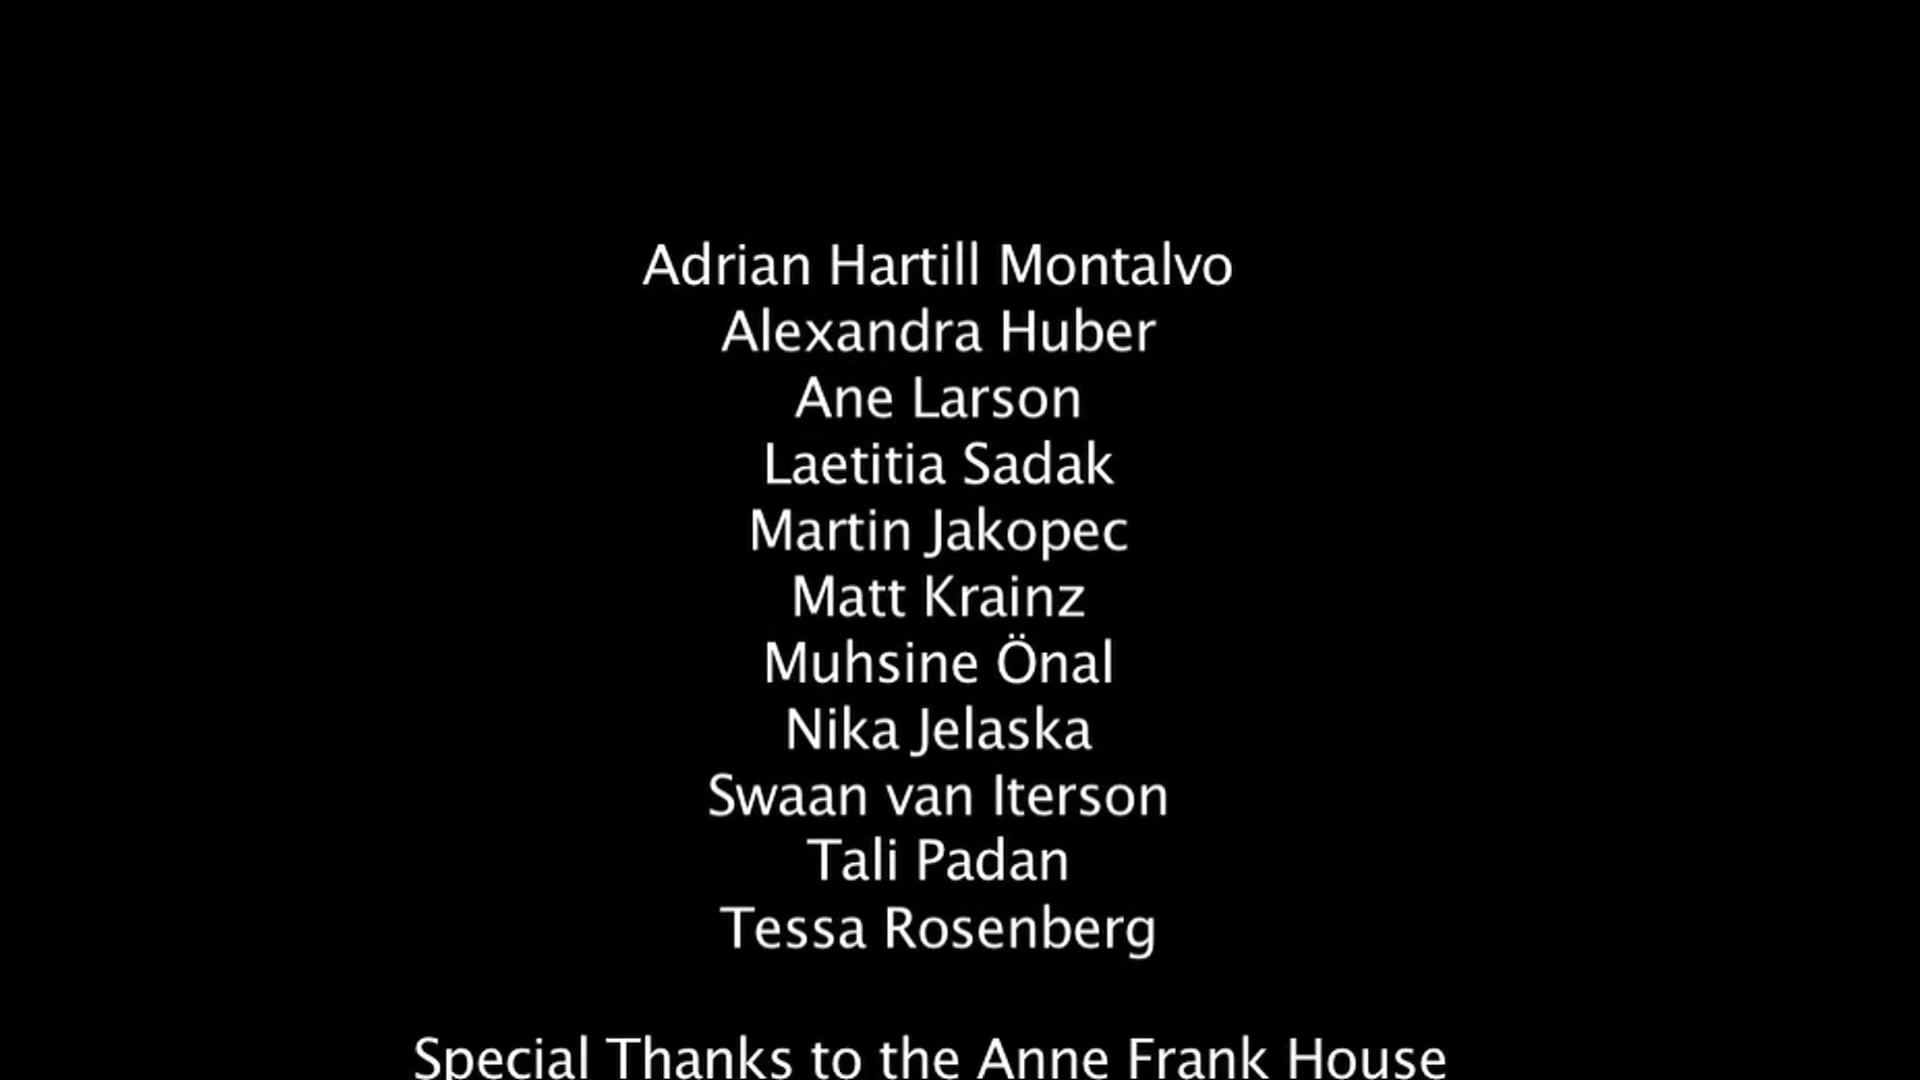 Adrian Hartill Montalvo
Alexandra Huber
Ane Larson
Laetitia Sadak
Martin Jakopec
Matt Krainz
Muhsine Önal
Nika Jelaska
Swaan van Iterson
Tali Padan
Tessa Rosenberg
Special Thanks to the Anne Frank House